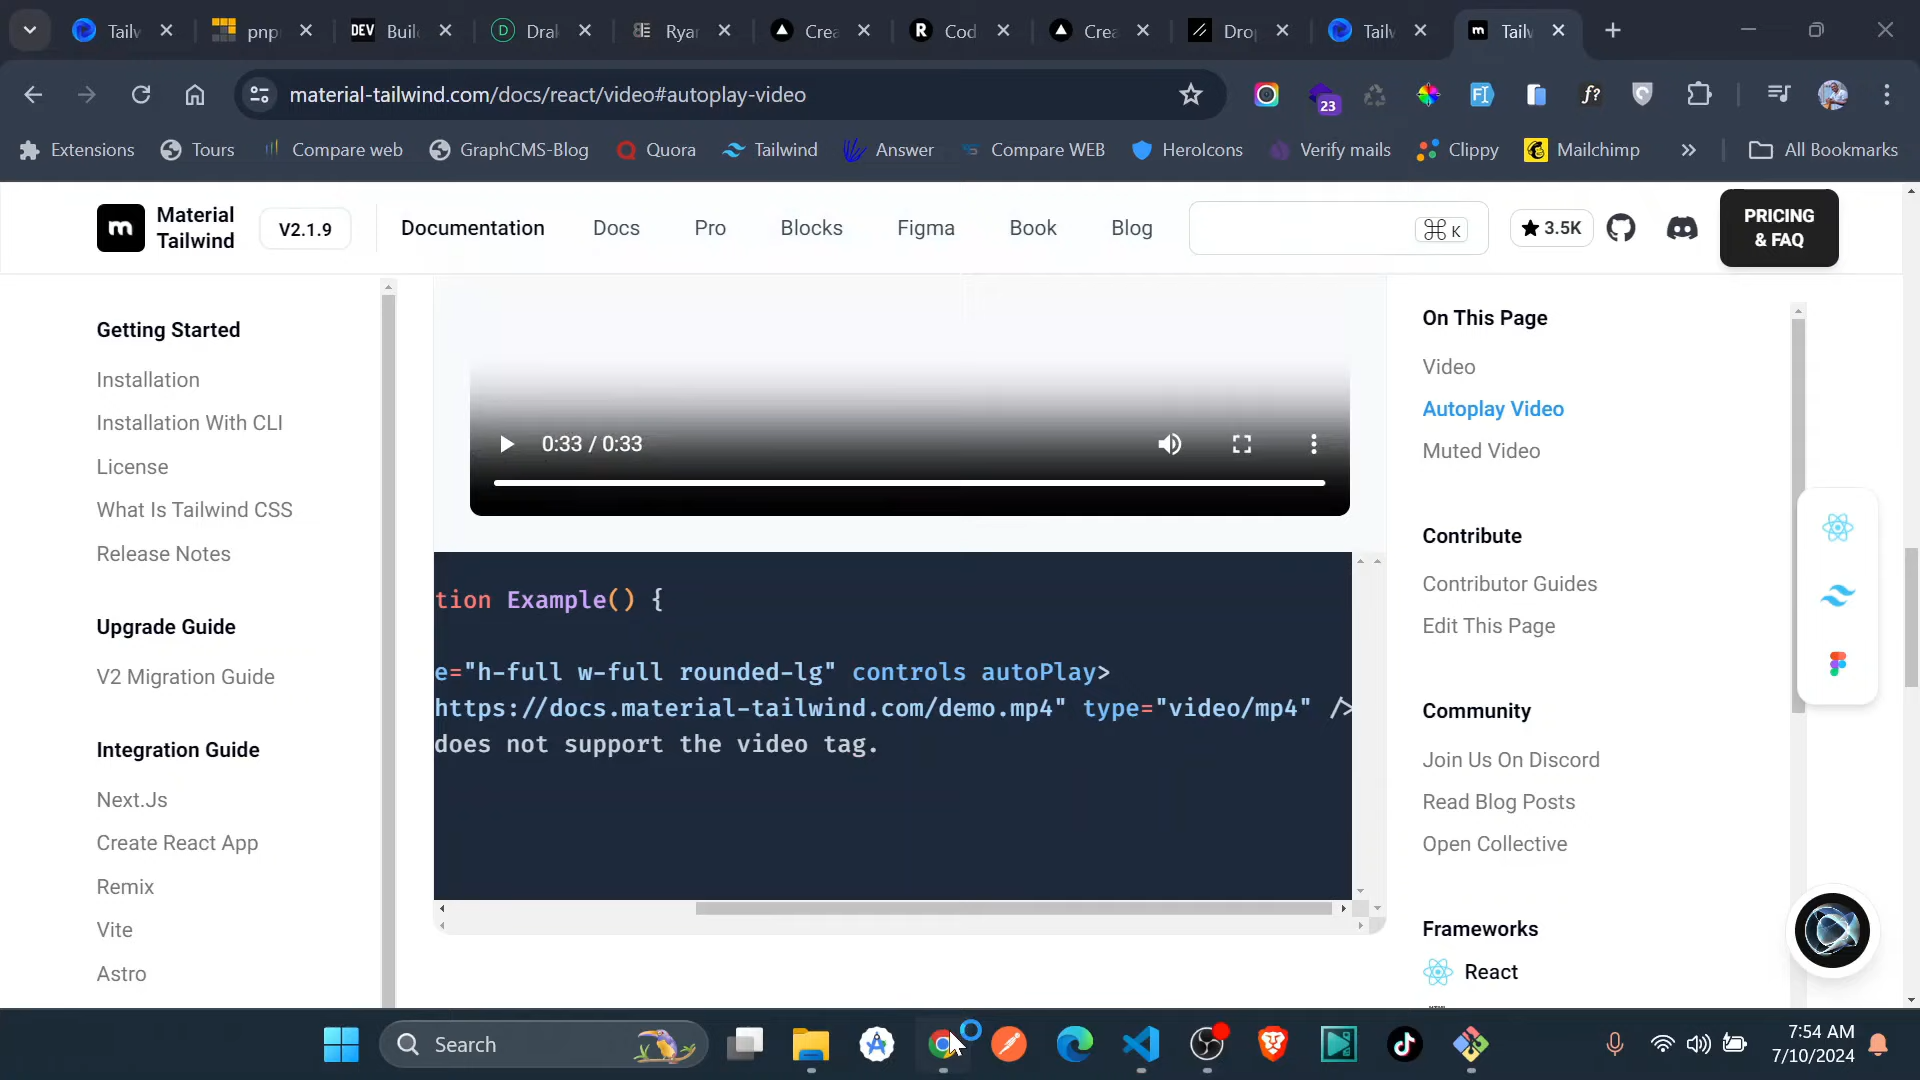 Tailw
pnp
DEV Buil
D Dral
Ryar
Crea
R Cod
Crea
Drop
Tailw
m Tailw
material-tailwind.com/docs/react/video#autoplay-video
23
FI
f?
Extensions
Tours
Compare web
GraphCMS-Blog
Quora
Tailwind
Answer
Compare WEB
HeroIcons
Verify mails
Clippy
Mailchimp
»
All Bookmarks
m
Material
Tailwind
V2.1.9
Documentation
Docs
Pro
Blocks
Figma
Book
Blog
⌘ K
★ 3.5K
PRICING
& FAQ
Getting Started
Installation
Installation With CLI
License
What Is Tailwind CSS
Release Notes
Upgrade Guide
V2 Migration Guide
Integration Guide
Next.Js
Create React App
Remix
Vite
Astro
0:33 / 0:33
tion Example() {
e="h-full w-full rounded-lg" controls autoPlay>
https://docs.material-tailwind.com/demo.mp4" type="video/mp4" />
does not support the video tag.
On This Page
Video
Autoplay Video
Muted Video
Contribute
Contributor Guides
Edit This Page
Community
Join Us On Discord
Read Blog Posts
Open Collective
Frameworks
React
Search
7:54 AM
7/10/2024